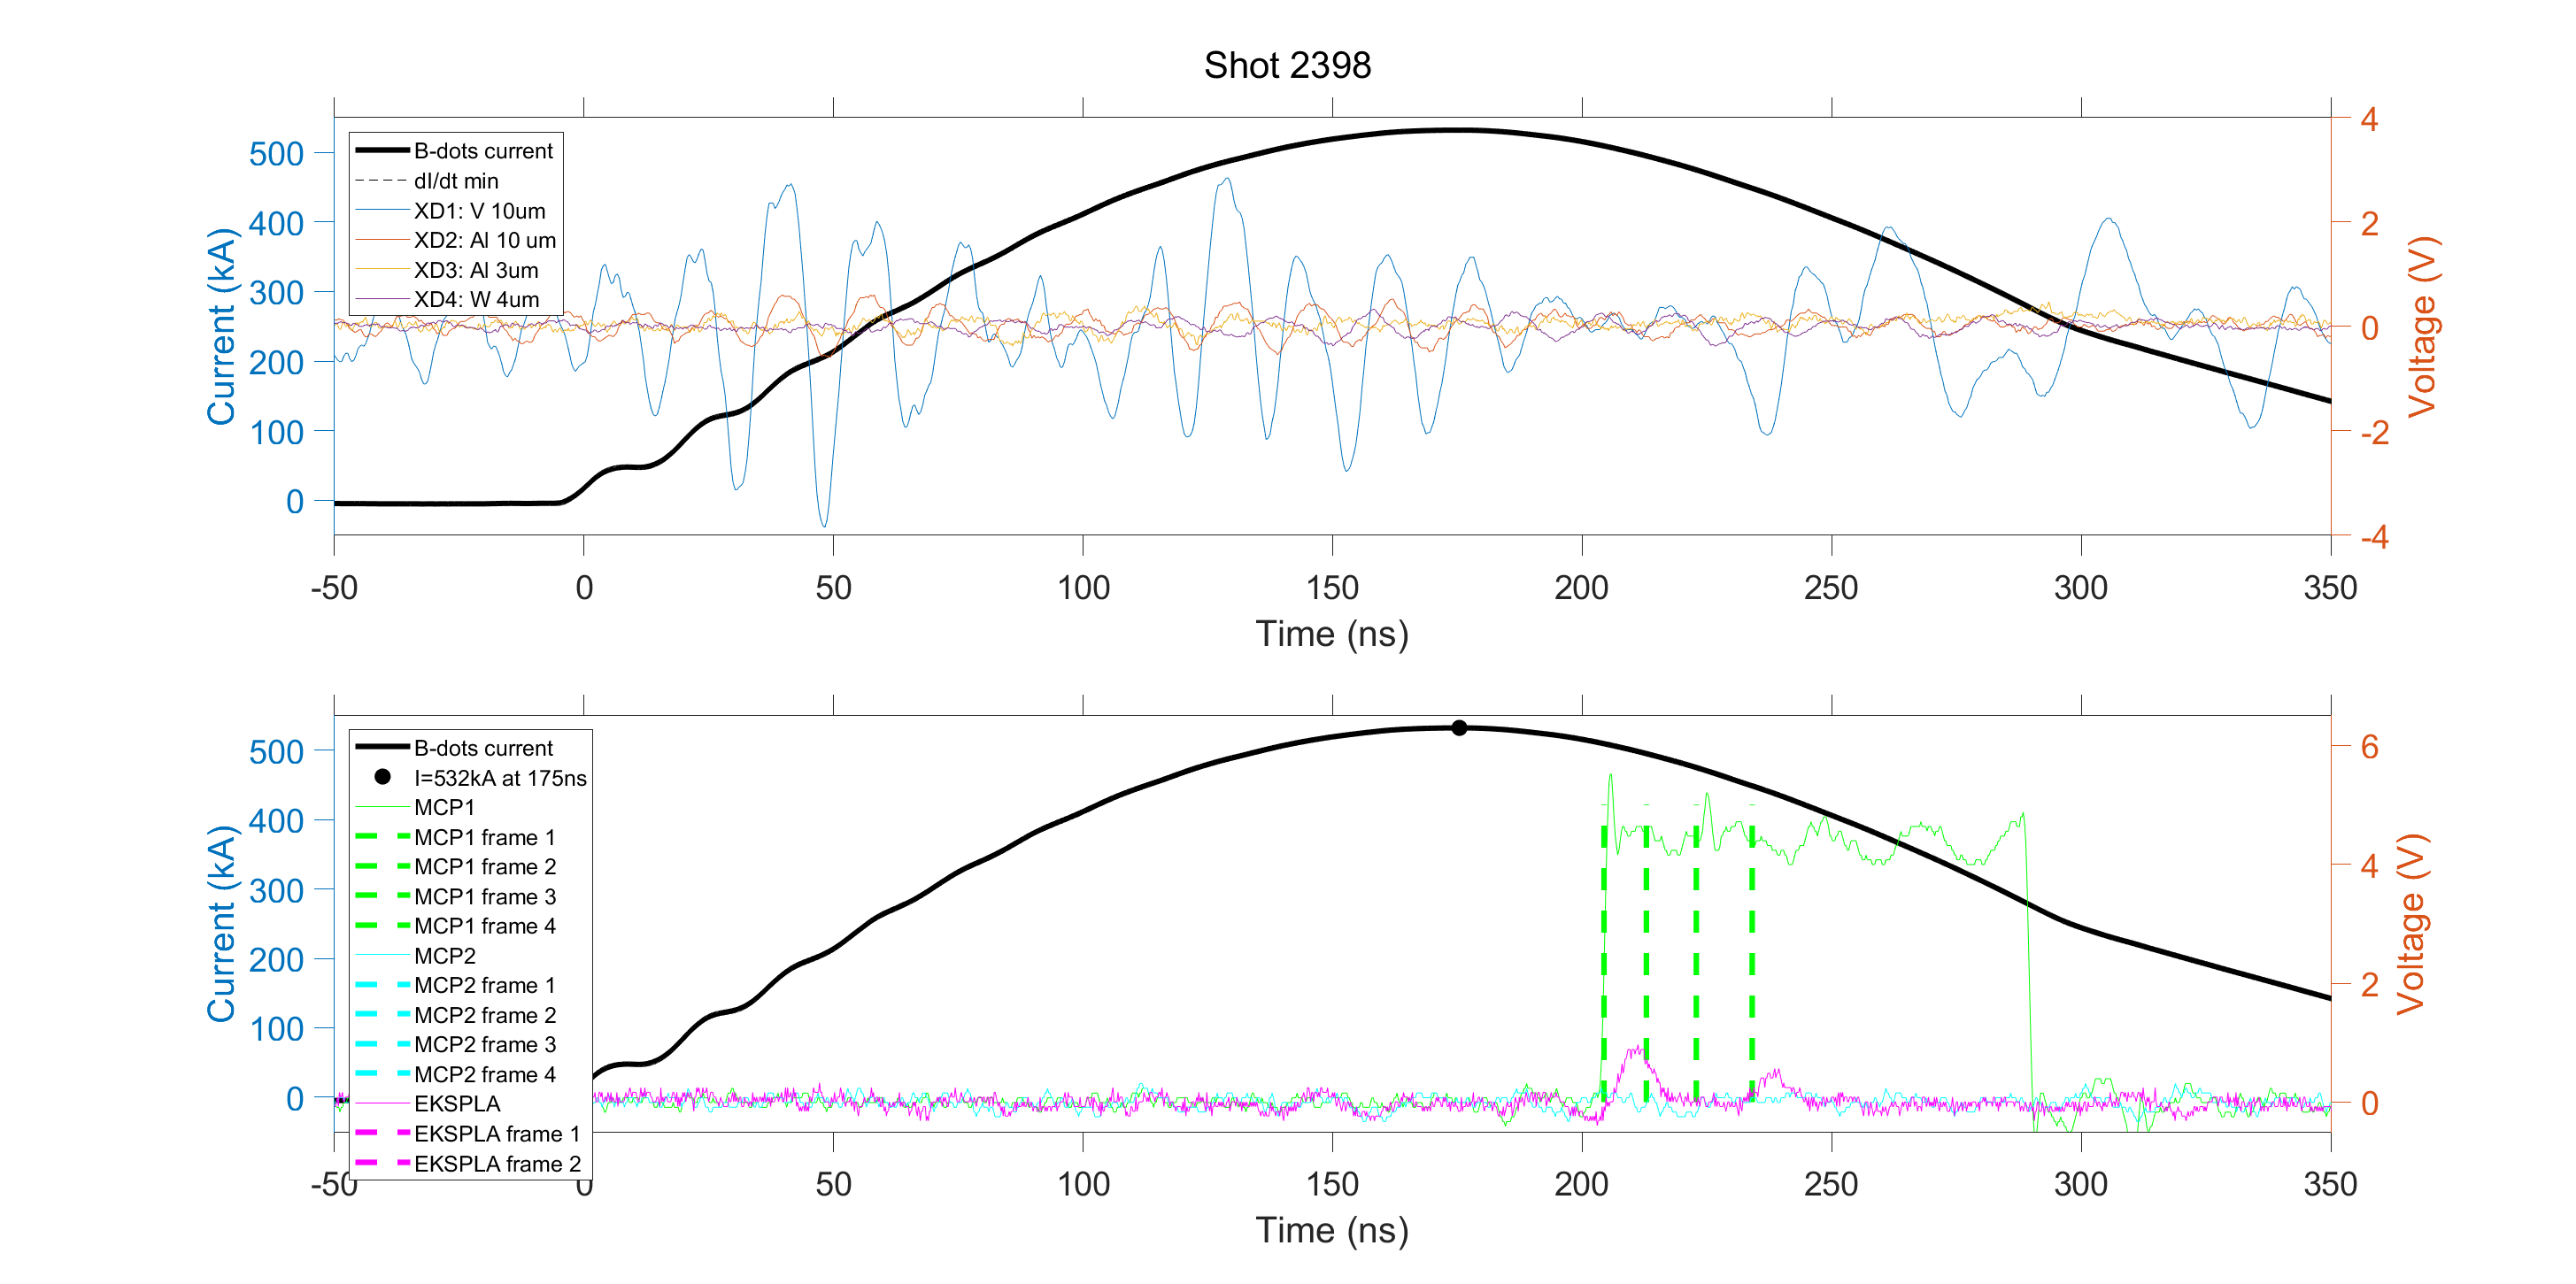 Shot 2398
500
400
300
200
100
0
Current (kA)
B-dots current
dI/dt min
XD1: V 10um
XD2: Al 10 um
XD3: Al 3um
XD4: W 4um
4
2
0
-2
-4
Voltage (V)
-50 0 50 100 150 200 250 300 350
Time (ns)
500
400
300
200
100
0
Current (kA)
B-dots current
I=532kA at 175ns
MCP1
MCP1 frame 1
MCP1 frame 2
MCP1 frame 3
MCP1 frame 4
MCP2
MCP2 frame 1
MCP2 frame 2
MCP2 frame 3
MCP2 frame 4
EKSPLA
EKSPLA frame 1
EKSPLA frame 2
6
4
2
0
Voltage (V)
-50 0 50 100 150 200 250 300 350
Time (ns)